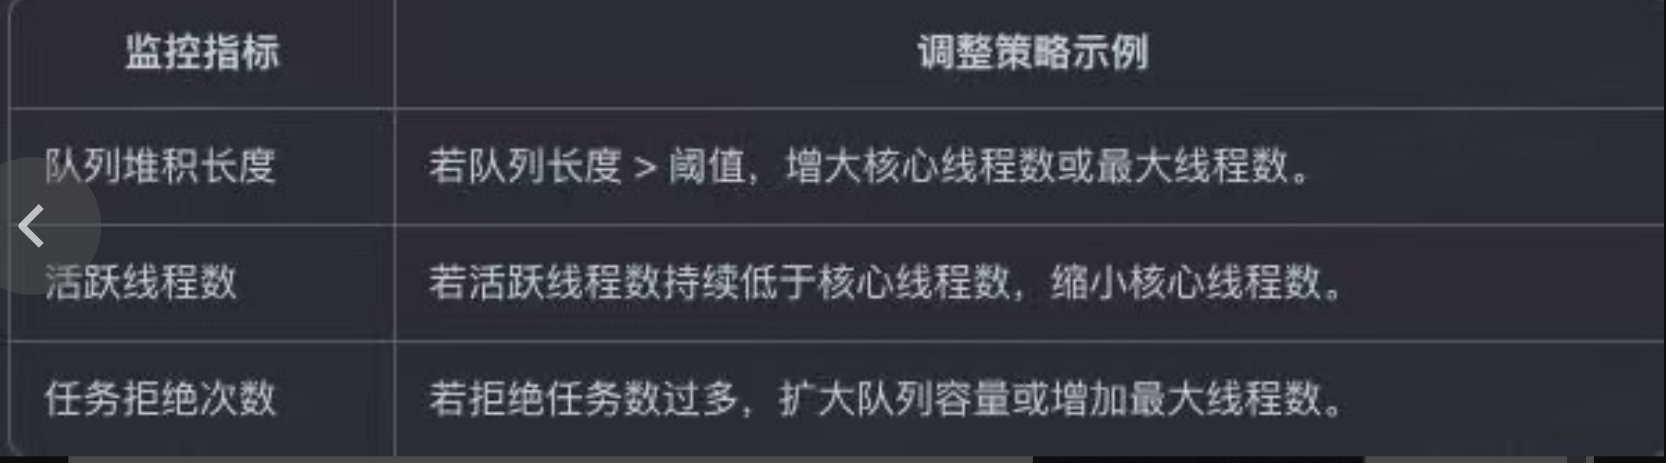 监控指标
调整策略示例
队列堆积长度
若队列长度 > 阈值，增大核心线程数或最大线程数。
活跃线程数
若活跃线程数持续低于核心线程数，缩小核心线程数。
任务拒绝次数
若拒绝任务数过多，扩大队列容量或增加最大线程数。